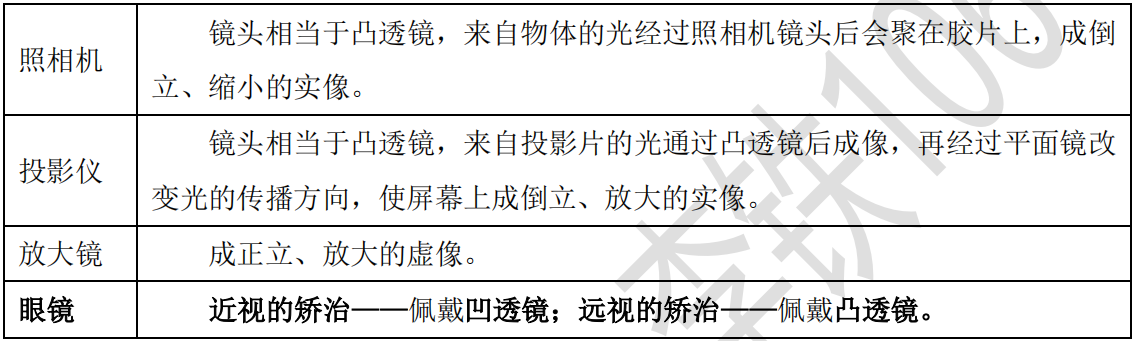 照相机
镜头相当于凸透镜，来自物体的光经过照相机镜头后会聚在胶片上，成倒
立、缩小的实像。
投影仪
镜头相当于凸透镜，来自投影片的光通过凸透镜后成像，再经过平面镜改
变光的传播方向，使屏幕上成倒立、放大的实像。
放大镜
成正立、放大的虚像。
眼镜
近视的矫治——佩戴凹透镜；远视的矫治——佩戴凸透镜。